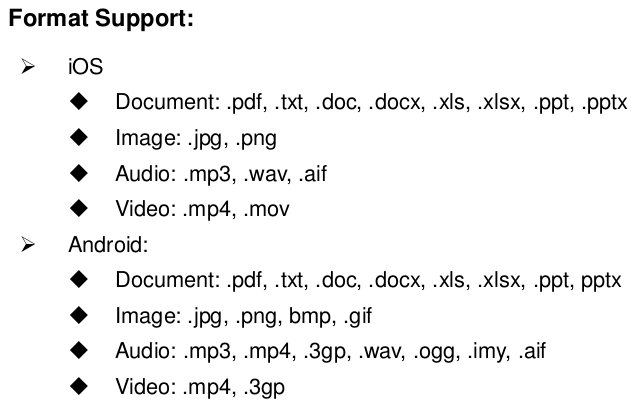 Format Support:
➢ iOS
◆ Document: .pdf, .txt, .doc, .docx, .xls, .xlsx, .ppt, .pptx
◆ Image: .jpg, .png
◆ Audio: .mp3, .wav, .aif
◆ Video: .mp4, .mov
➢ Android:
◆ Document: .pdf, .txt, .doc, .docx, .xls, .xlsx, .ppt, pptx
◆ Image: .jpg, .png, bmp, .gif
◆ Audio: .mp3, .mp4, .3gp, .wav, .ogg, .imy, .aif
◆ Video: .mp4, .3gp